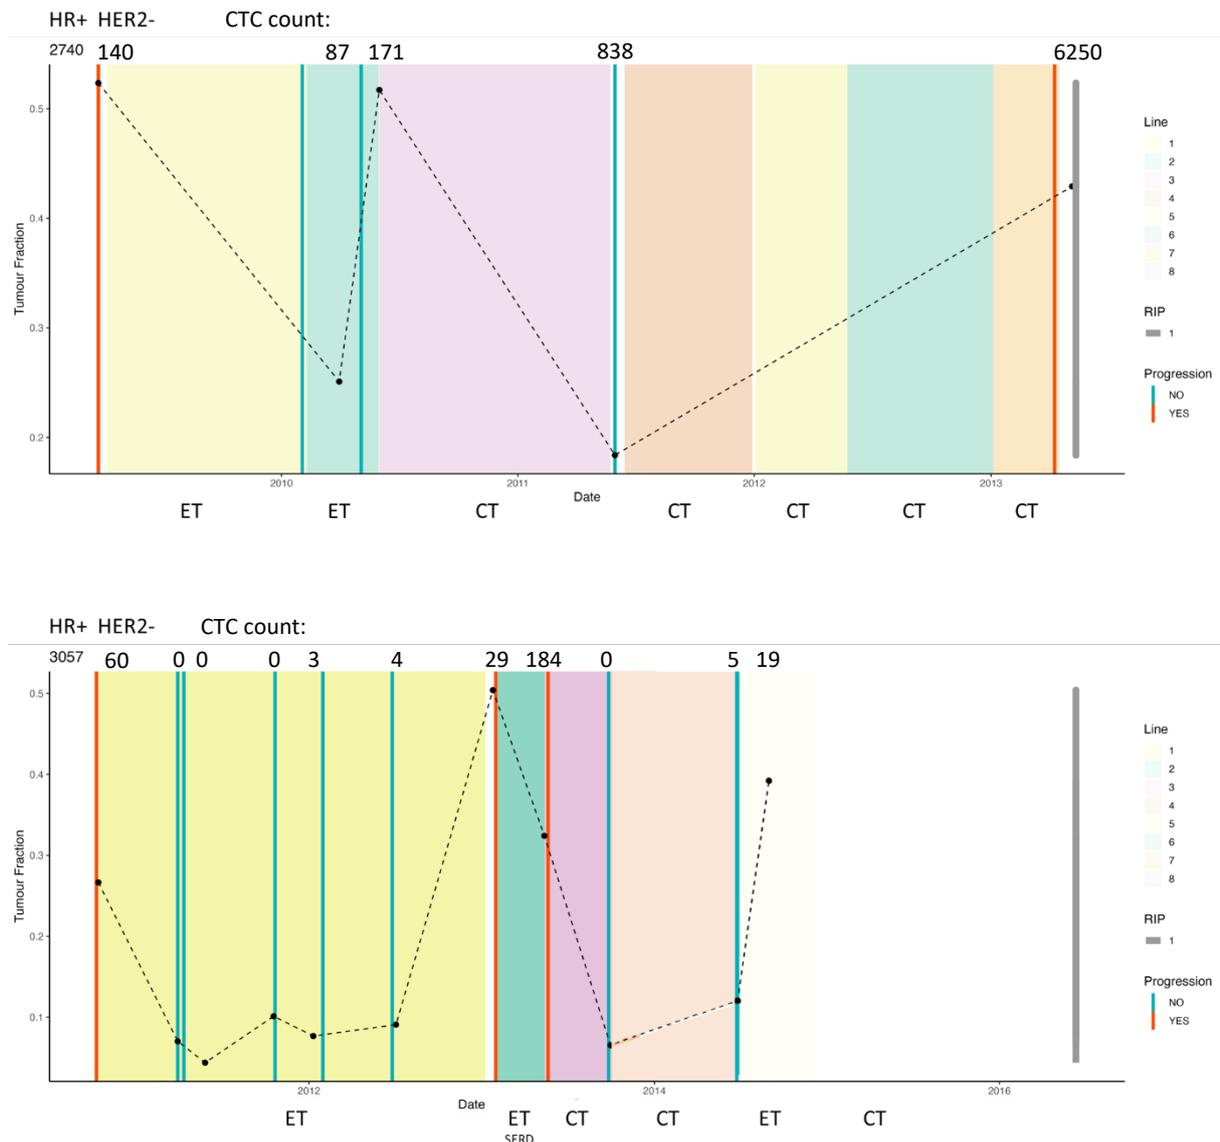 HR+ HER2- CTC count:
2740 140 87 171 838 6250
0.5
0.4
0.3
0.2
Tumour Fraction
2010 2011 2012 2013
Date
ET ET CT CT CT CT CT
Line
1
2
3
4
5
6
7
8
RIP
1
Progression
NO
YES
HR+ HER2- CTC count:
3057 60 0 0 0 3 4 29 184 0 5 19
0.5
0.4
0.3
0.2
0.1
Tumour Fraction
2012 2014 2016
Date
ET ET CT CT ET CT
SERD
Line
1
2
3
4
5
6
7
8
RIP
1
Progression
NO
YES